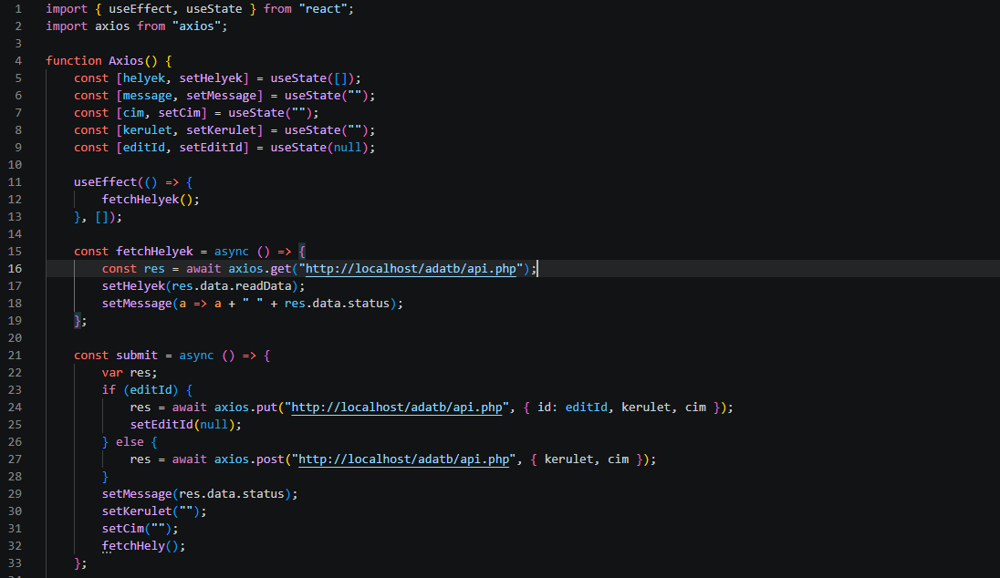 1 import { useEffect, useState } from "react";
2 import axios from "axios";
3
4 function Axios() {
5     const [helyek, setHelyek] = useState([]);
6     const [message, setMessage] = useState("");
7     const [cim, setCim] = useState("");
8     const [kerulet, setKerulet] = useState("");
9     const [editId, setEditId] = useState(null);
10
11     useEffect(() => {
12         fetchHelyek();
13     }, []);
14
15     const fetchHelyek = async () => {
16         const res = await axios.get("http://localhost/adatb/api.php");
17         setHelyek(res.data.readData);
18         setMessage(a => a + " " + res.data.status);
19     };
20
21     const submit = async () => {
22         var res;
23         if (editId) {
24             res = await axios.put("http://localhost/adatb/api.php", { id: editId, kerulet, cim });
25             setEditId(null);
26         } else {
27             res = await axios.post("http://localhost/adatb/api.php", { kerulet, cim });
28         }
29         setMessage(res.data.status);
30         setKerulet("");
31         setCim("");
32         fetchHely();
33     };